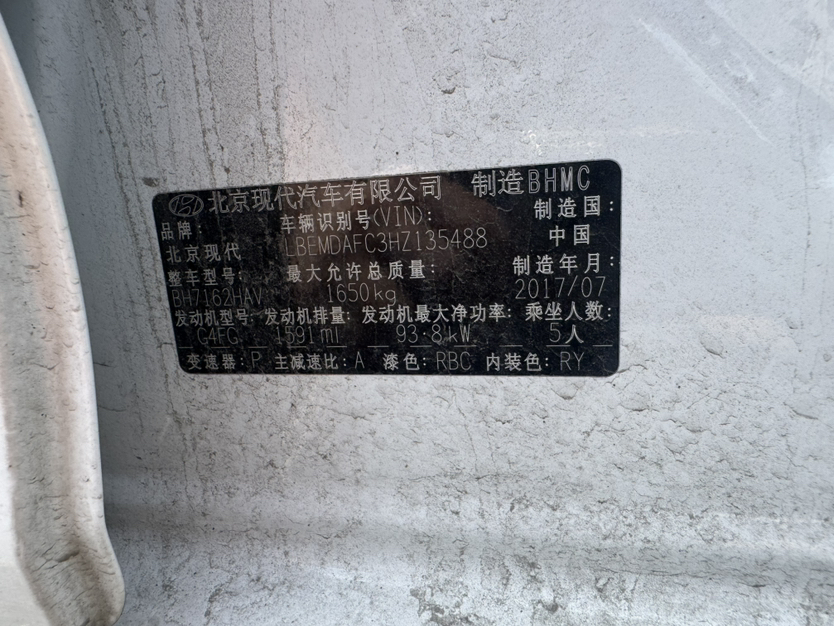 北京现代汽车有限公司 制造BHMC
品牌: 车辆识别号(VIN): 制造国:
北京现代 LBEMDAFC3HZ135488 中国
整车型号: 最大允许总质量: 制造年月:
BH7162HAV 1650kg 2017/07
发动机型号: 发动机排量: 发动机最大净功率: 乘坐人数:
G4FG 1591ml 93.8kW 5人
变速器: P 主减速比: A 漆色: RBC 内装色: RY